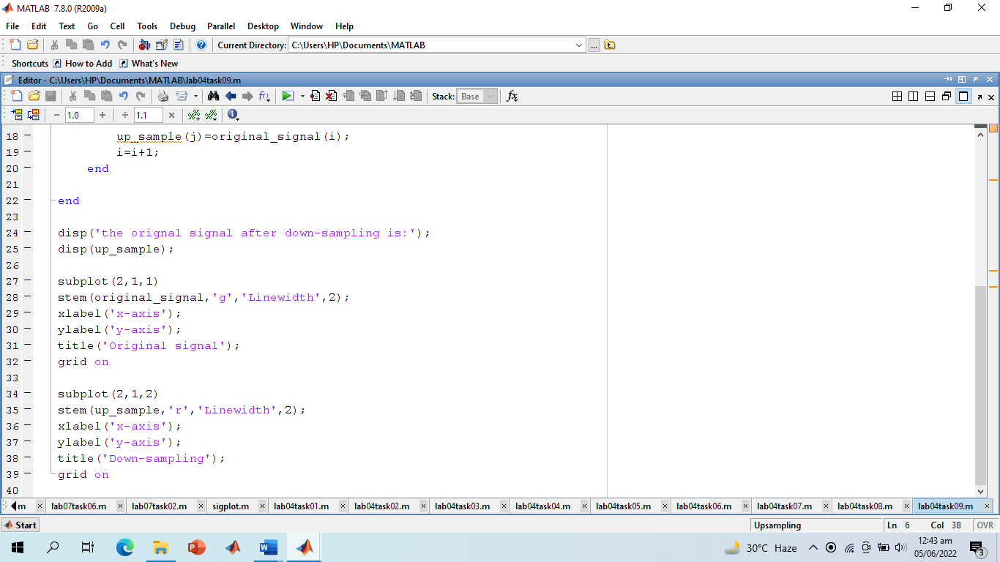 MATLAB 7.8.0 (R2009a)
File Edit Text Go Cell Tools Debug Parallel Desktop Window Help
Current Directory: C:\Users\HP\Documents\MATLAB ...
Shortcuts How to Add What's New
Editor - C:\Users\HP\Documents\MATLAB\lab04task09.m
Stack: Base fx
− 1.0 + ÷ 1.1 ×
18 − up_sample(j)=original_signal(i);
19 − i=i+1;
20 − end
21
22 − end
23
24 − disp('the orignal signal after down-sampling is:');
25 − disp(up_sample);
26
27 − subplot(2,1,1)
28 − stem(original_signal,'g','Linewidth',2);
29 − xlabel('x-axis');
30 − ylabel('y-axis');
31 − title('Original signal');
32 − grid on
33
34 − subplot(2,1,2)
35 − stem(up_sample,'r','Linewidth',2);
36 − xlabel('x-axis');
37 − ylabel('y-axis');
38 − title('Down-sampling');
39 − grid on
40
m lab07task06.m lab07task02.m sigplot.m lab04task01.m lab04task02.m lab04task03.m lab04task04.m lab04task05.m lab04task06.m lab04task07.m lab04task08.m lab04task09.m
Start Upsampling Ln 6 Col 38 OVR
30°C Haze 12:43 am
05/06/2022 3